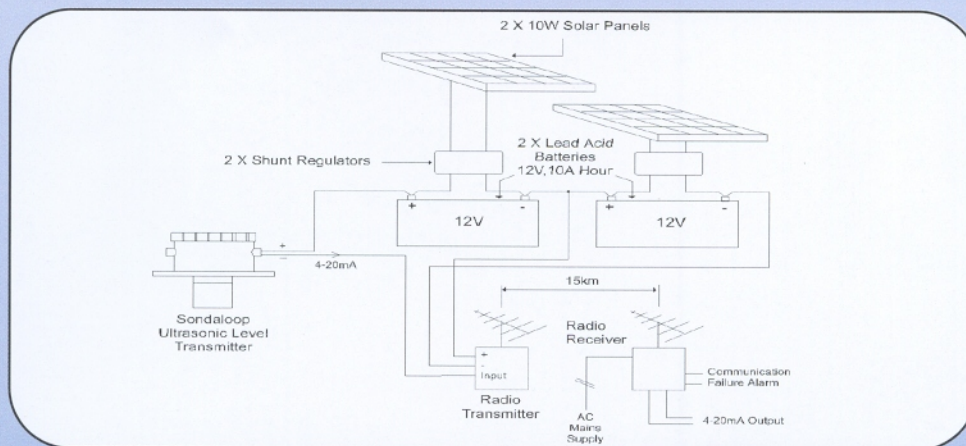 2 X 10W Solar Panels
2 X Shunt Regulators
2 X Lead Acid
Batteries
12V,10A Hour
+
-
12V
+
-
12V
+
-
4-20mA
Sondaloop
Ultrasonic Level
Transmitter
15km
Radio
Receiver
+
-
Input
Radio
Transmitter
AC
Mains
Supply
Communication
Failure Alarm
4-20mA Output